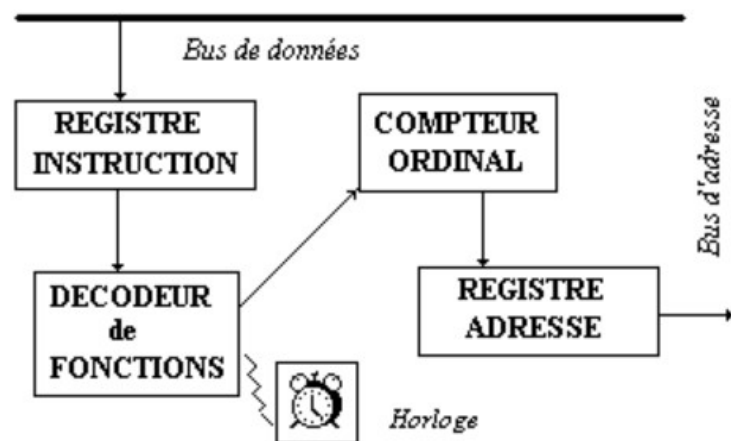 Bus de données
REGISTRE
INSTRUCTION
COMPTEUR
ORDINAL
Bus d'adresse
DECODEUR
de
FONCTIONS
REGISTRE
ADRESSE
Horloge